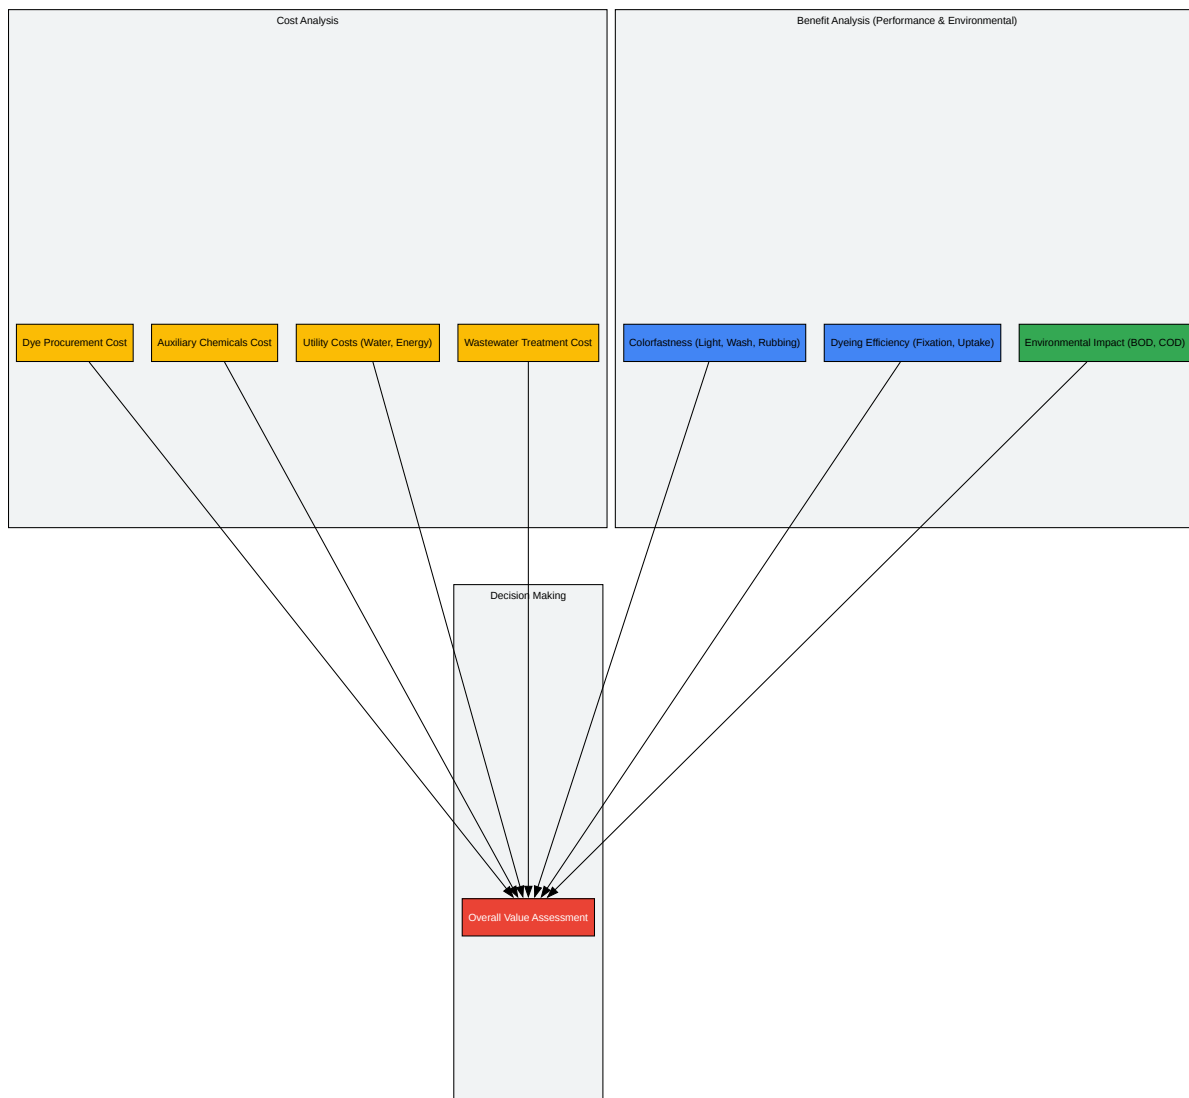 Cost Analysis
Benefit Analysis (Performance & Environmental)
Dye Procurement Cost
Auxiliary Chemicals Cost
Utility Costs (Water, Energy)
Wastewater Treatment Cost
Colorfastness (Light, Wash, Rubbing)
Dyeing Efficiency (Fixation, Uptake)
Environmental Impact (BOD, COD)
Decision Making
Overall Value Assessment